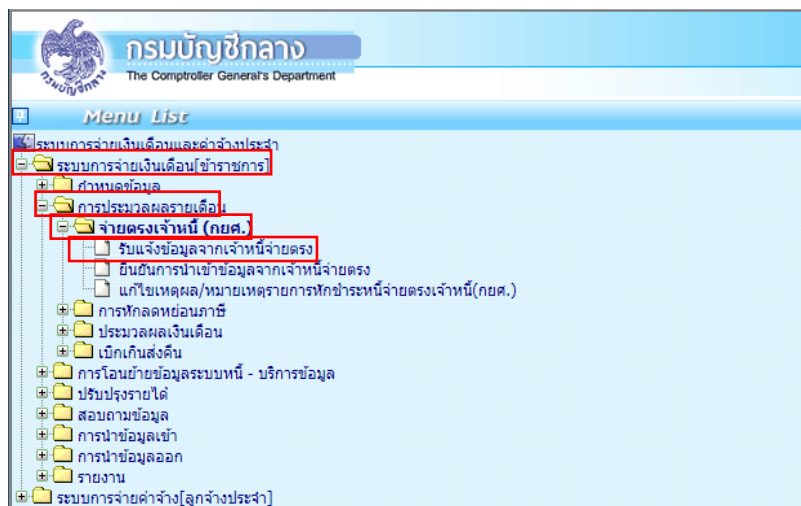 กรมบัญชีกลาง
The Comptroller General's Department
กรมบัญชีกลาง
Menu List
ระบบการจ่ายเงินเดือนและค่าจ้างประจำ
ระบบการจ่ายเงินเดือน[ข้าราชการ]
กำหนดข้อมูล
การประมวลผลรายเดือน
จ่ายตรงเจ้าหนี้ (กยศ.)
รับแจ้งข้อมูลจากเจ้าหนี้จ่ายตรง
ยืนยันการนำเข้าข้อมูลจากเจ้าหนี้จ่ายตรง
แก้ไขเหตุผล/หมายเหตุรายการหักชำระหนี้จ่ายตรงเจ้าหนี้(กยศ.)
การหักลดหย่อนภาษี
ประมวลผลเงินเดือน
เบิกเกินส่งคืน
การโอนย้ายข้อมูลระบบหนี้ - บริการข้อมูล
ปรับปรุงรายได้
สอบถามข้อมูล
การนำข้อมูลเข้า
การนำข้อมูลออก
รายงาน
ระบบการจ่ายค่าจ้าง[ลูกจ้างประจำ]